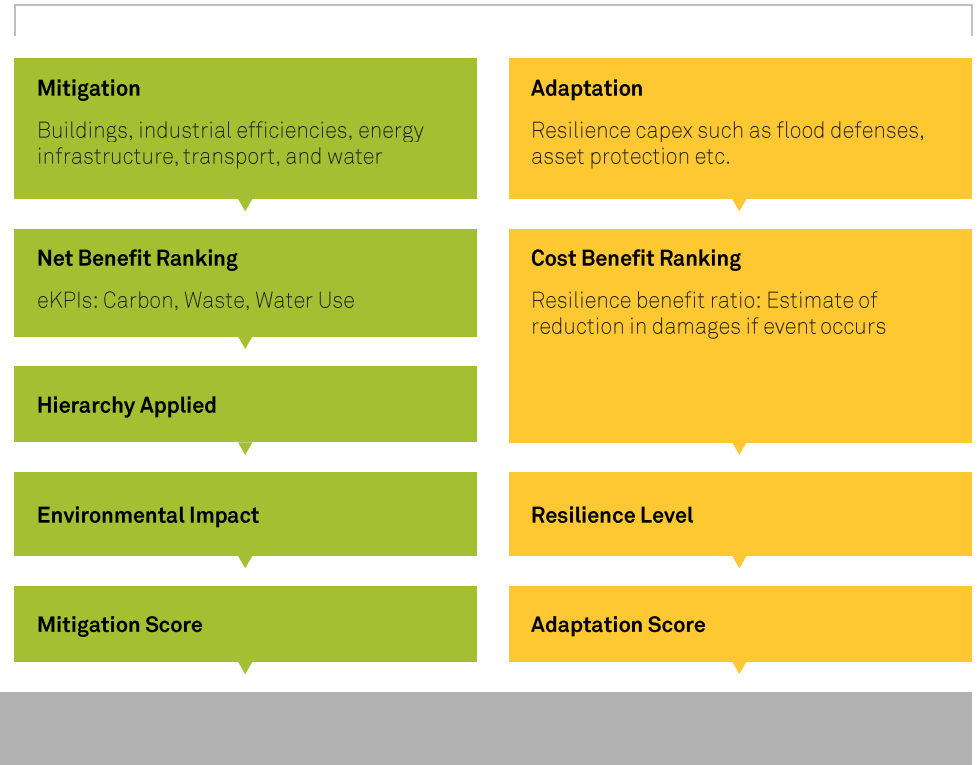 Mitigation
Buildings, industrial efficiencies, energy
infrastructure, transport, and water
Net Benefit Ranking
eKPIs: Carbon, Waste, Water Use
Hierarchy Applied
Environmental Impact
Mitigation Score
Adaptation
Resilience capex such as flood defenses,
asset protection etc.
Cost Benefit Ranking
Resilience benefit ratio: Estimate of
reduction in damages if event occurs
Resilience Level
Adaptation Score